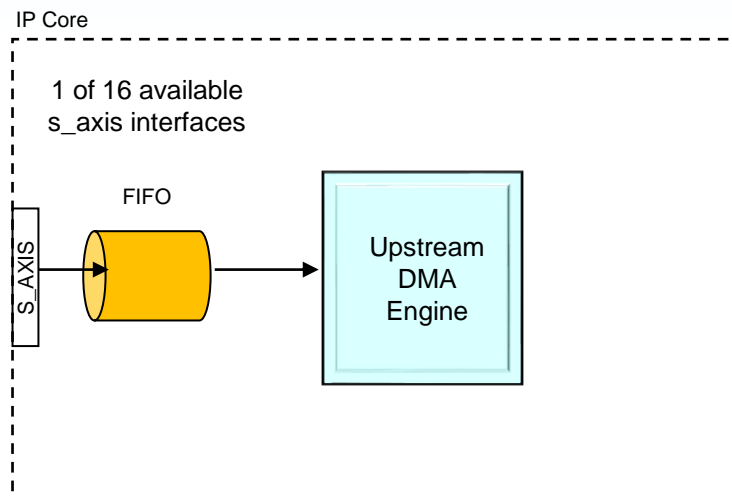 IP Core
1 of 16 available
s_axis interfaces
FIFO
S_AXIS
Upstream
DMA
Engine